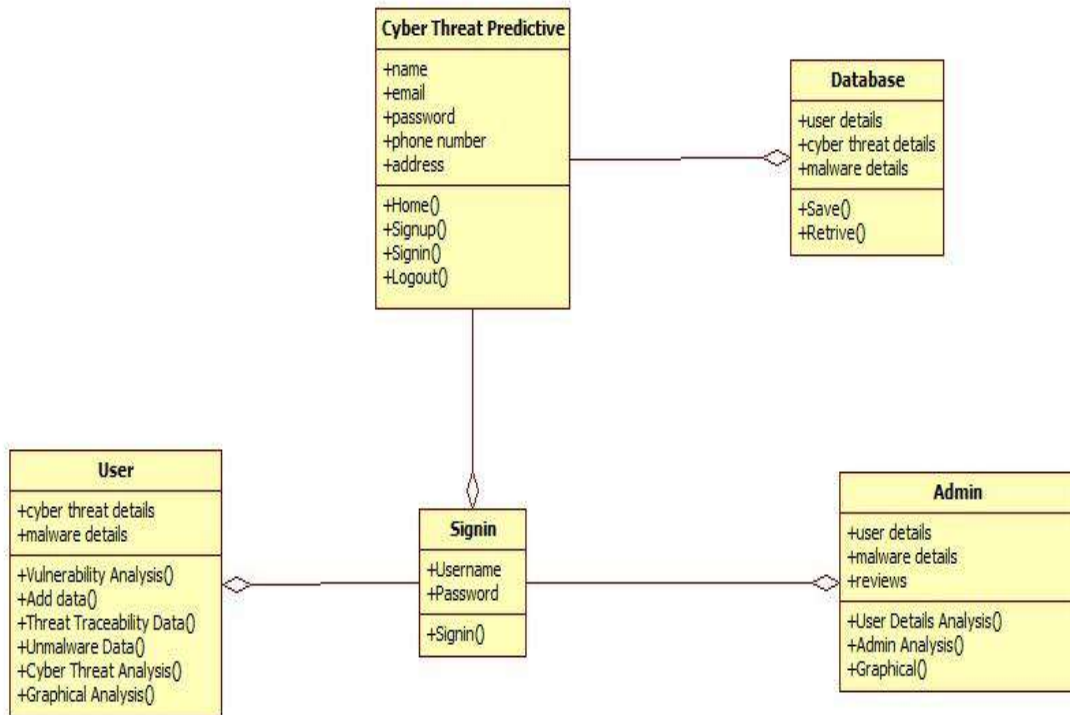 Cyber Threat Predictive
+name
+email
+password
+phone number
+address
+Home()
+Signup()
+Signin()
+Logout()
Database
+user details
+cyber threat details
+malware details
+Save()
+Retrive()
User
+cyber threat details
+malware details
+Vulnerability Analysis()
+Add data()
+Threat Traceability Data()
+Unmalware Data()
+Cyber Threat Analysis()
+Graphical Analysis()
Signin
+Username
+Password
+Signin()
Admin
+user details
+malware details
+reviews
+User Details Analysis()
+Admin Analysis()
+Graphical()